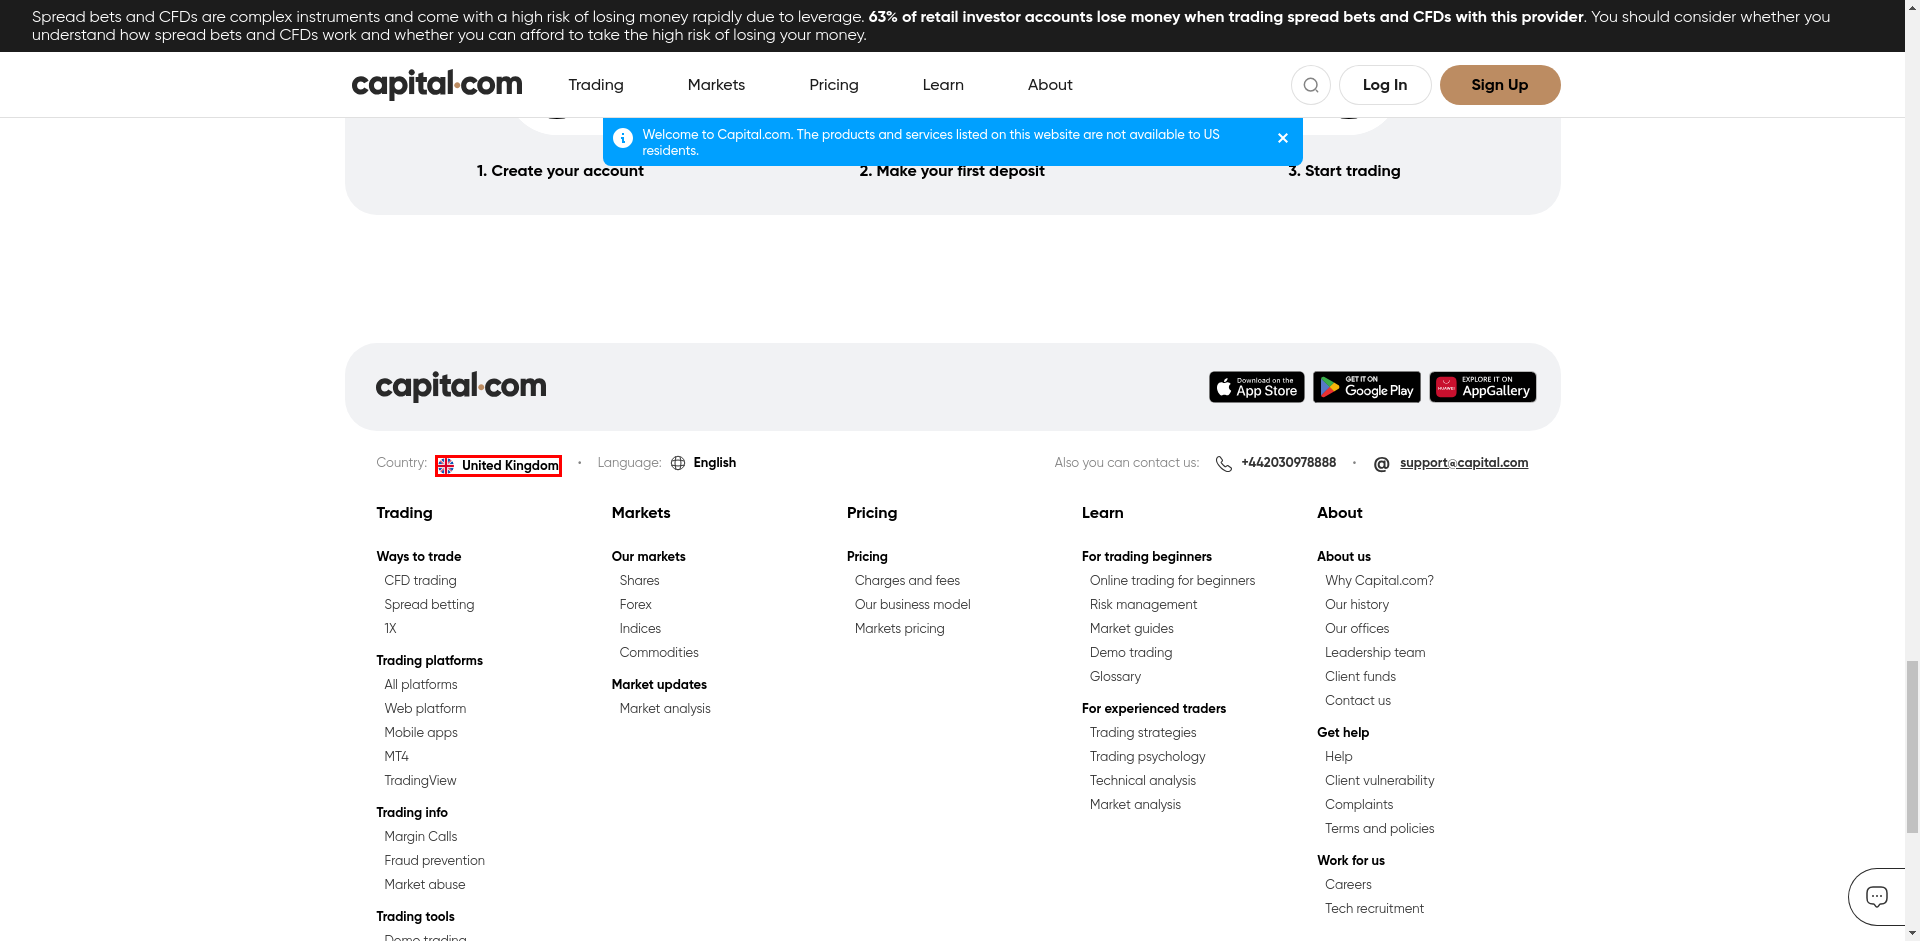 Spread bets and CFDs are complex instruments and come with a high risk of losing money rapidly due to leverage. 63% of retail investor accounts lose money when trading spread bets and CFDs with this provider. You should consider whether you
understand how spread bets and CFDs work and whether you can afford to take the high risk of losing your money.
capital.com Trading Markets Pricing Learn About Log In Sign Up
Welcome to Capital.com. The products and services listed on this website are not available to US
residents.
1. Create your account 2. Make your first deposit 3. Start trading
capital.com
Download on the
App Store
GET IT ON
Google Play
HUAWEI
EXPLORE IT ON
AppGallery
Country: United Kingdom • Language: English
Also you can contact us: +442030978888 • @ support@capital.com
Trading
Ways to trade
CFD trading
Spread betting
1X
Trading platforms
All platforms
Web platform
Mobile apps
MT4
TradingView
Trading info
Margin Calls
Fraud prevention
Market abuse
Trading tools
Demo trading
Markets
Our markets
Shares
Forex
Indices
Commodities
Market updates
Market analysis
Pricing
Pricing
Charges and fees
Our business model
Markets pricing
Learn
For trading beginners
Online trading for beginners
Risk management
Market guides
Demo trading
Glossary
For experienced traders
Trading strategies
Trading psychology
Technical analysis
Market analysis
About
About us
Why Capital.com?
Our history
Our offices
Leadership team
Client funds
Contact us
Get help
Help
Client vulnerability
Complaints
Terms and policies
Work for us
Careers
Tech recruitment